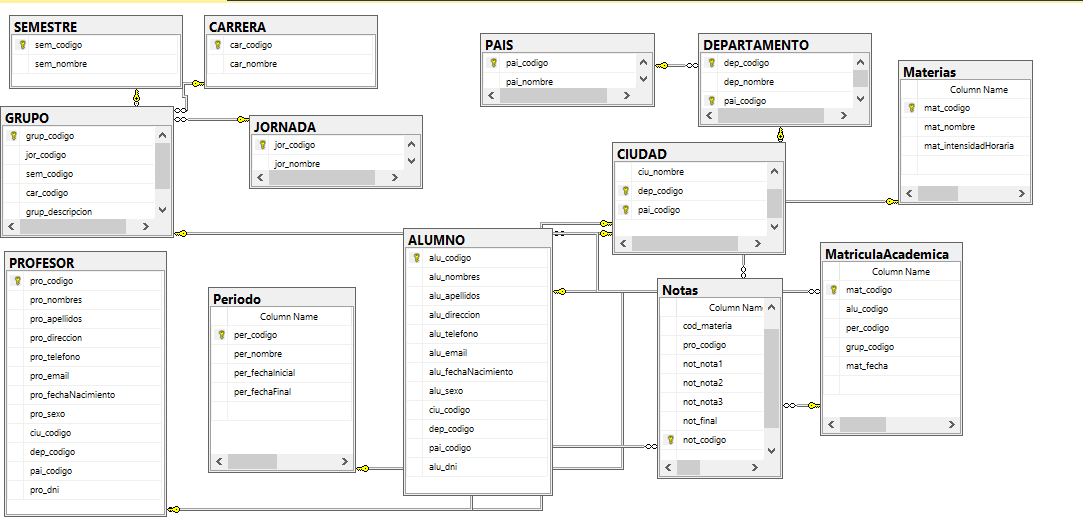 SEMESTRE
sem_codigo
sem_nombre
CARRERA
car_codigo
car_nombre
PAIS
pai_codigo
pai_nombre
DEPARTAMENTO
dep_codigo
dep_nombre
pai_codigo
Materias
Column Name
mat_codigo
mat_nombre
mat_intensidadHoraria
GRUPO
grup_codigo
jor_codigo
sem_codigo
car_codigo
grup_descripcion
JORNADA
jor_codigo
jor_nombre
CIUDAD
ciu_nombre
dep_codigo
pai_codigo
PROFESOR
pro_codigo
pro_nombres
pro_apellidos
pro_direccion
pro_telefono
pro_email
pro_fechaNacimiento
pro_sexo
ciu_codigo
dep_codigo
pai_codigo
pro_dni
Periodo
Column Name
per_codigo
per_nombre
per_fechaInicial
per_fechaFinal
ALUMNO
alu_codigo
alu_nombres
alu_apellidos
alu_direccion
alu_telefono
alu_email
alu_fechaNacimiento
alu_sexo
ciu_codigo
dep_codigo
pai_codigo
alu_dni
Notas
Column Name
cod_materia
pro_codigo
not_nota1
not_nota2
not_nota3
not_final
not_codigo
MatriculaAcademica
Column Name
mat_codigo
alu_codigo
per_codigo
grup_codigo
mat_fecha